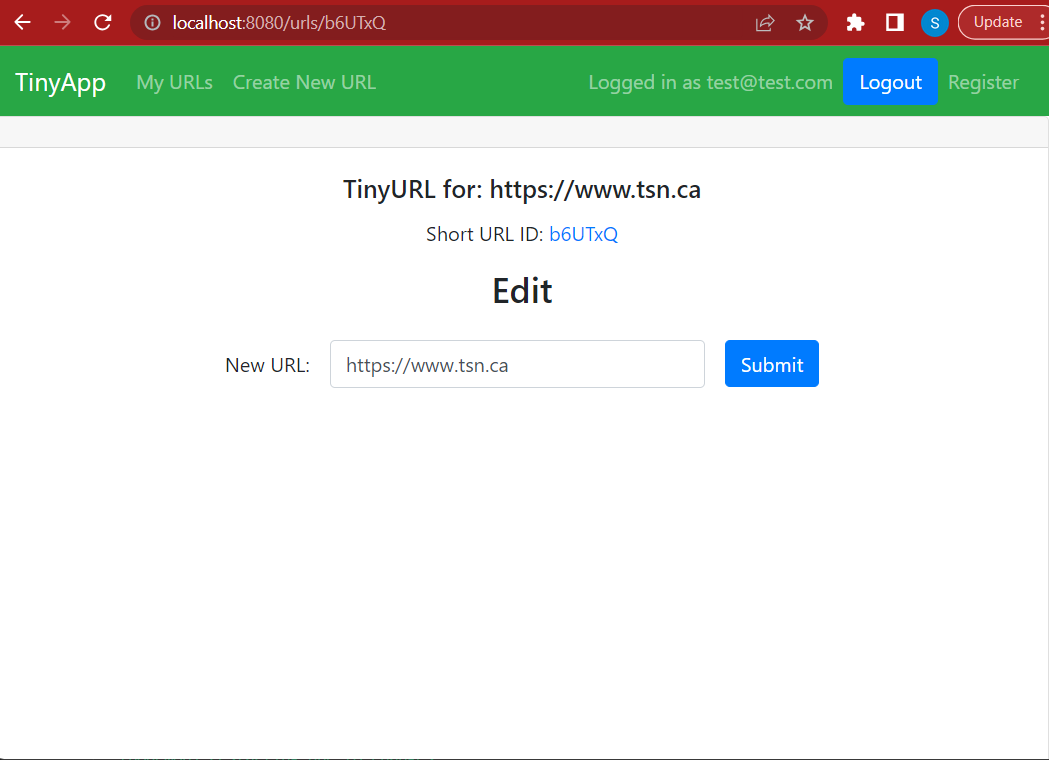 localhost:8080/urls/b6UTxQ
S
Update
TinyApp My URLs Create New URL Logged in as test@test.com Logout Register
TinyURL for: https://www.tsn.ca
Short URL ID: b6UTxQ
Edit
New URL: https://www.tsn.ca Submit